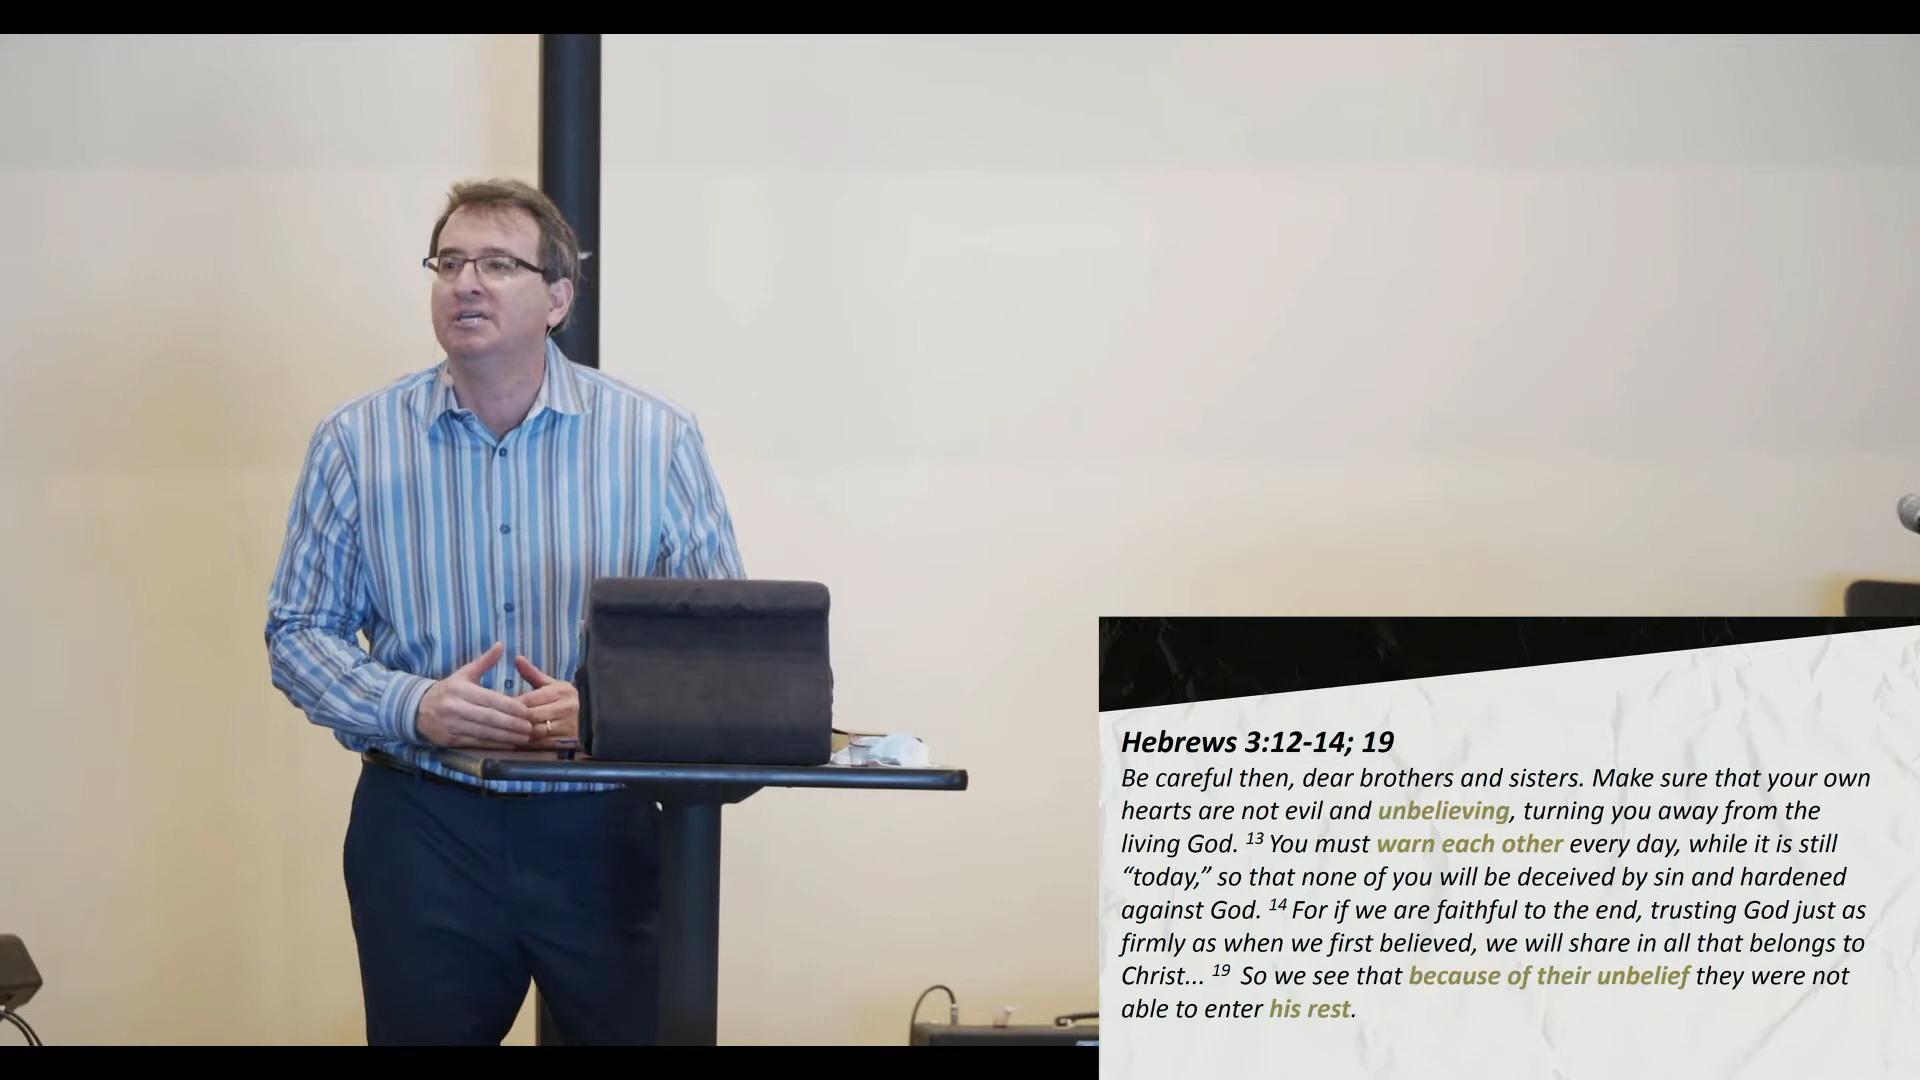 Hebrews 3:12-14; 19
Be careful then, dear brothers and sisters. Make sure that your own
hearts are not evil and unbelieving, turning you away from the
living God. 13 You must warn each other every day, while it is still
“today,” so that none of you will be deceived by sin and hardened
against God. 14 For if we are faithful to the end, trusting God just as
firmly as when we first believed, we will share in all that belongs to
Christ... 19 So we see that because of their unbelief they were not
able to enter his rest.